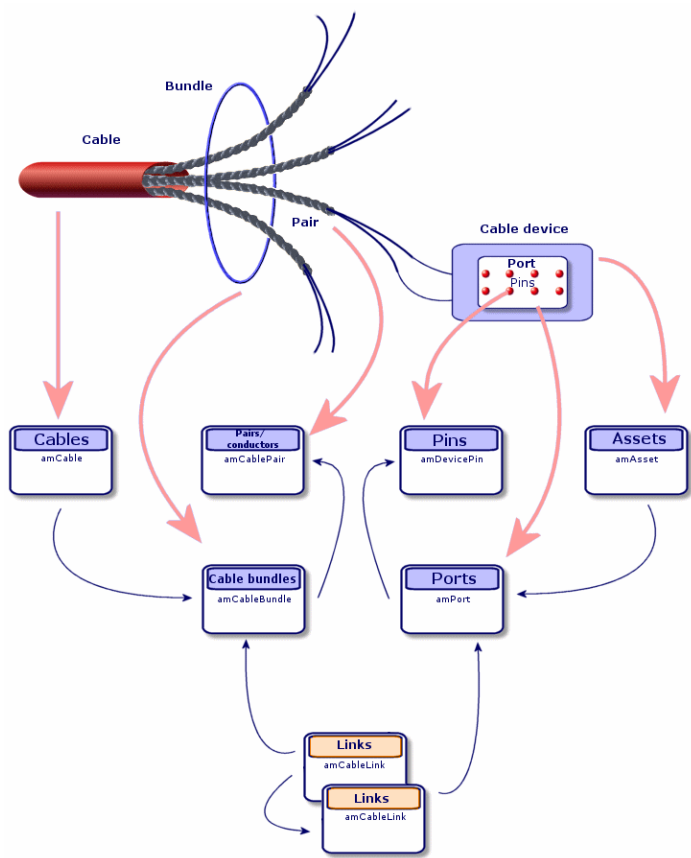 Bundle
Cable
Pair
Cable device
Port
Pins
Cables
amCable
Pairs/
conductors
amCablePair
Pins
amDevicePin
Assets
amAsset
Cable bundles
amCableBundle
Ports
amPort
Links
amCableLink
Links
amCableLink